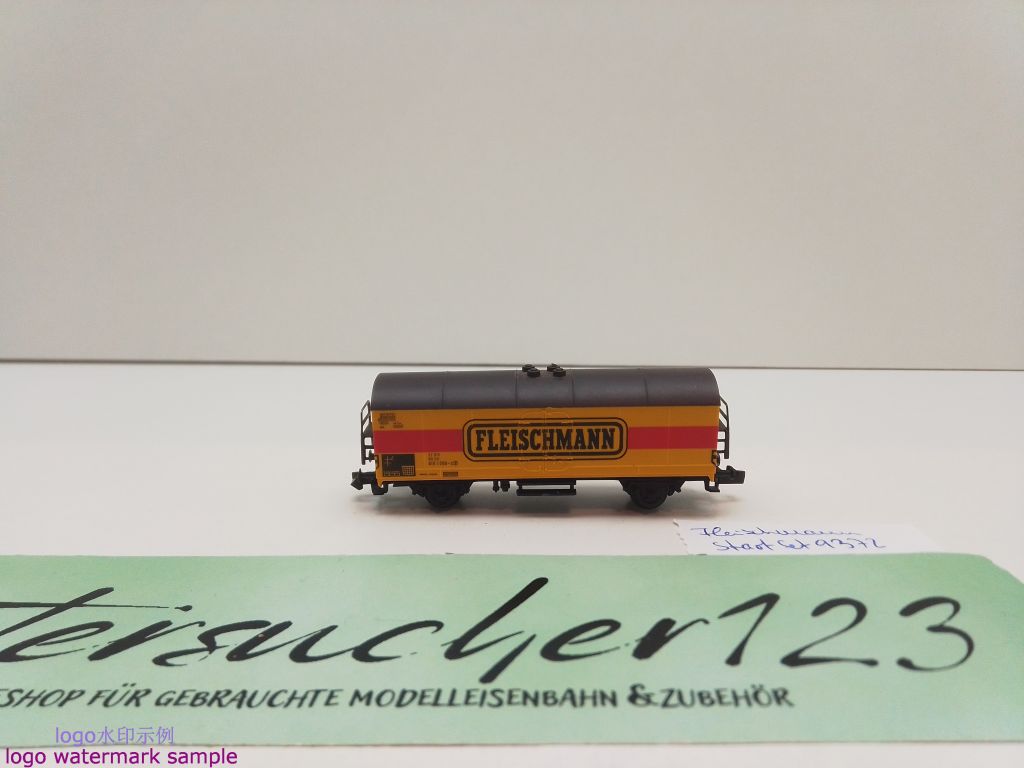 FLEISCHMANN
Fleischmann
Start Set 9372
tersucher123
SHOP FÜR GEBRAUCHTE MODELLEISENBAHN & ZUBEHÖR
logo水印示例
logo watermark sample